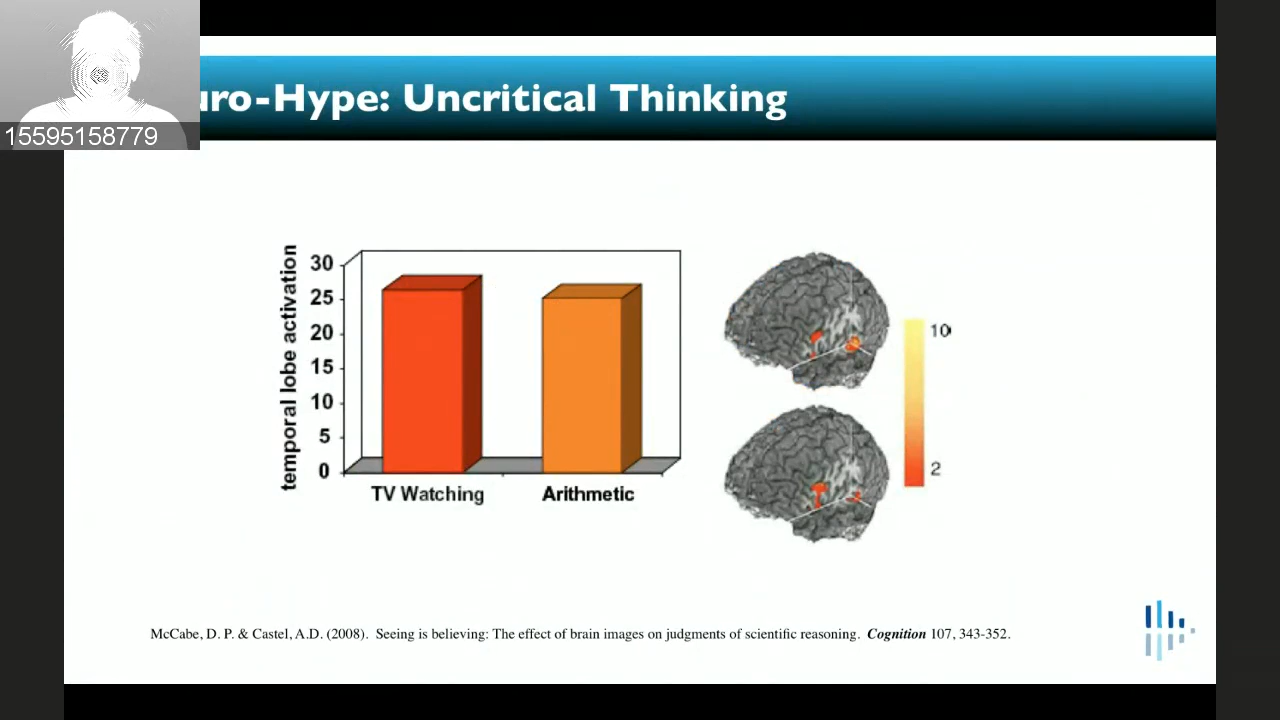 uro-Hype: Uncritical Thinking
15595158779
temporal lobe activation
30
25
20
15
10
5
0
TV Watching
Arithmetic
10
2
McCabe, D. P. & Castel, A.D. (2008). Seeing is believing: The effect of brain images on judgments of scientific reasoning. Cognition 107, 343-352.